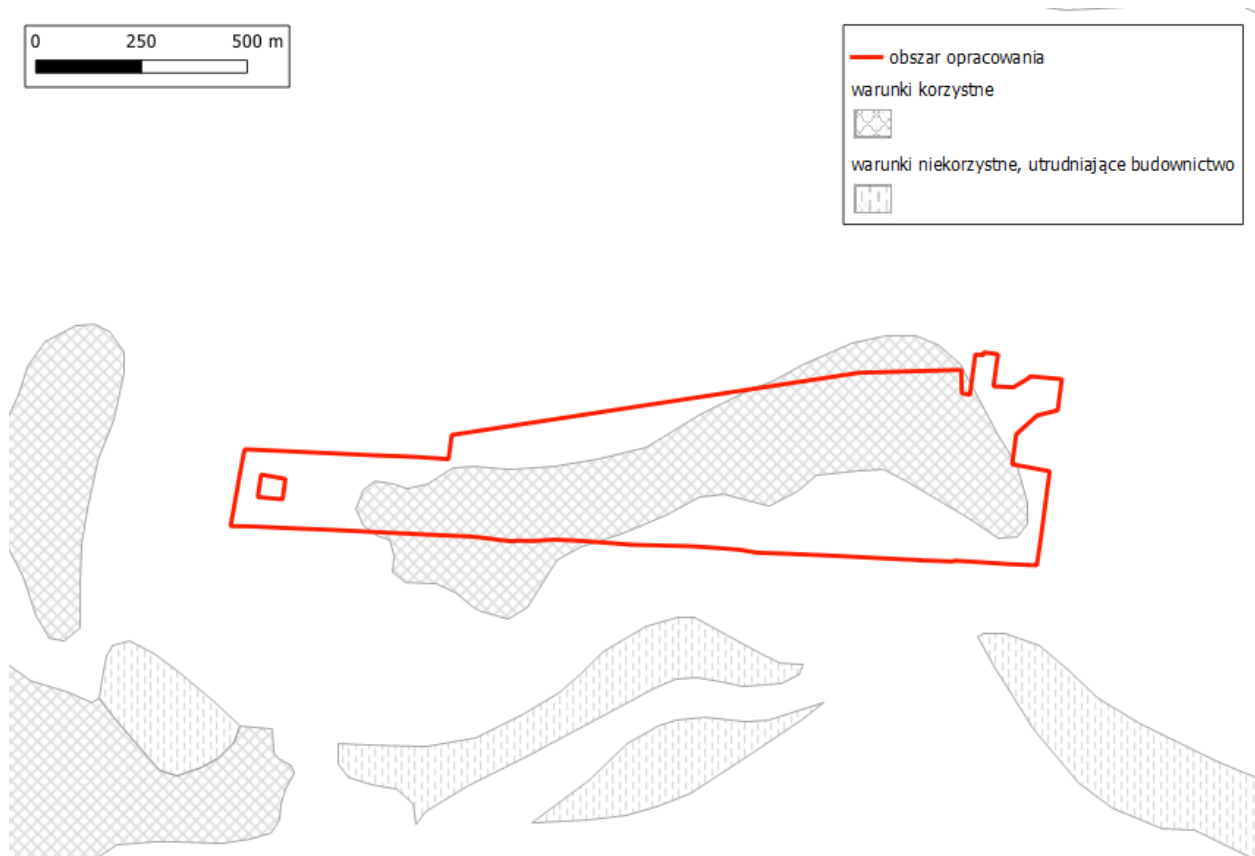 0 250 500 m
obszar opracowania
warunki korzystne
warunki niekorzystne, utrudniające budownictwo